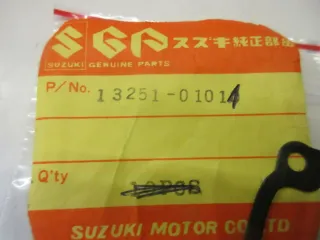 SGP スズキ純正部品
SUZUKI GENUINE PARTS
P/No. 13251-01014
Q'ty 10PCS
SUZUKI MOTOR CO LTD